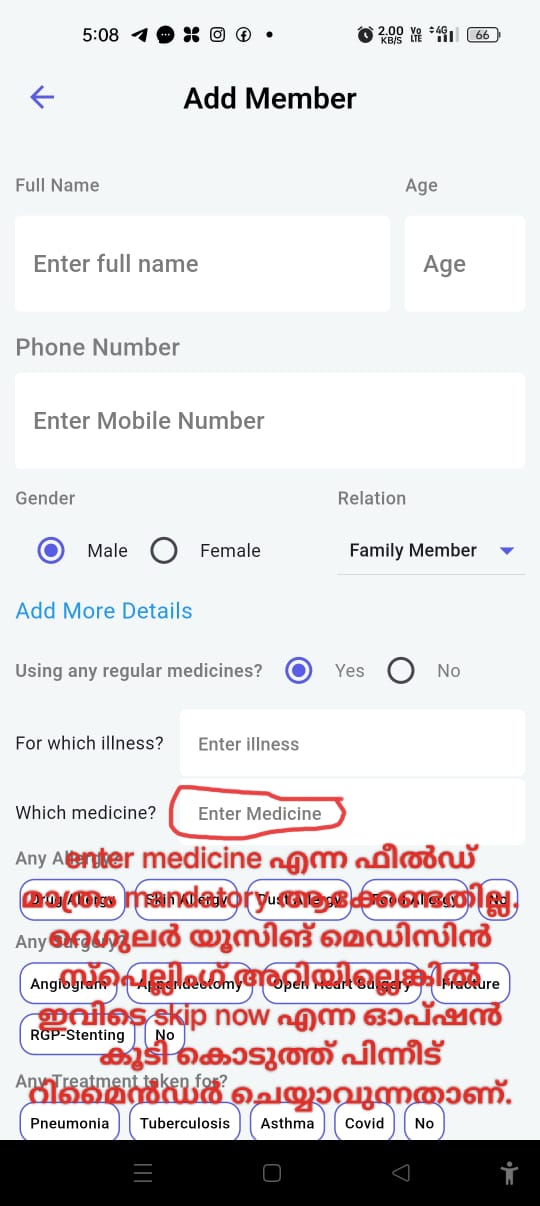 5:08 2.00 KB/S Vo LTE 4G 66
Add Member
Full Name Age
Enter full name Age
Phone Number
Enter Mobile Number
Gender Relation
Male Female Family Member
Add More Details
Using any regular medicines? Yes No
For which illness? Enter illness
Which medicine? Enter Medicine
Any Allergy?
enter medicine എന്ന ഫീൽഡ്
Drug Allergy Skin Allergy Dust Allergy Food Allergy No
മാത്രം mandatory ആക്കേണ്ടതില്ല.
Any Surgery?
റെഗുലർ യൂസിങ് മെഡിസിൻ
Angiogram Appendectomy Open Heart Surgery Fracture
സ്പെല്ലിംഗ് അറിയില്ലെങ്കിൽ
ഇവിടെ skip now എന്ന ഓപ്ഷൻ
RGP-Stenting No
കൂടി കൊടുത്ത് പിന്നീട്
Any Treatment taken for?
റിമൈൻഡർ ചെയ്യാവുന്നതാണ്.
Pneumonia Tuberculosis Asthma Covid No